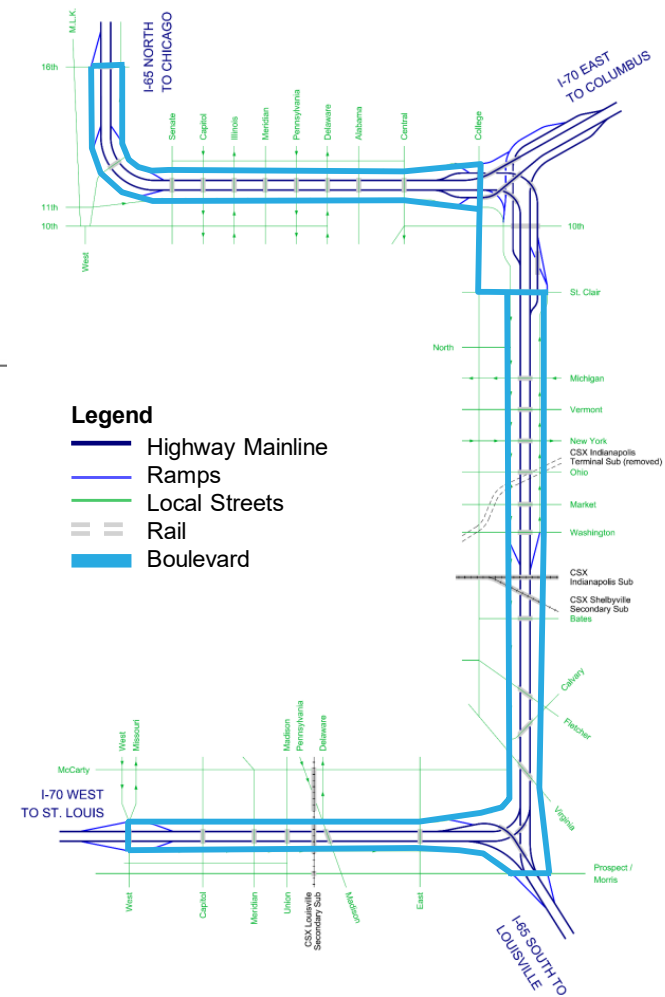 M.L.K.
I-65 NORTH
TO CHICAGO
I-70 EAST
TO COLUMBUS
16th
Senate
Capitol
Illinois
Meridian
Pennsylvania
Delaware
Alabama
Central
College
11th
10th
10th
West
St. Clair
North
Michigan
Vermont
New York
CSX Indianapolis
Terminal Sub (removed)
Ohio
Market
Washington
CSX
Indianapolis Sub
CSX Shelbyville
Secondary Sub
Bates
Calvary
Fletcher
Virginia
Legend
Highway Mainline
Ramps
Local Streets
Rail
Boulevard
West
Missouri
Madison
Pennsylvania
Delaware
McCarty
I-70 WEST
TO ST. LOUIS
Prospect /
Morris
West
Capitol
Meridian
Union
CSX Louisville
Secondary Sub
Madison
East
I-65 SOUTH TO
LOUISVILLE